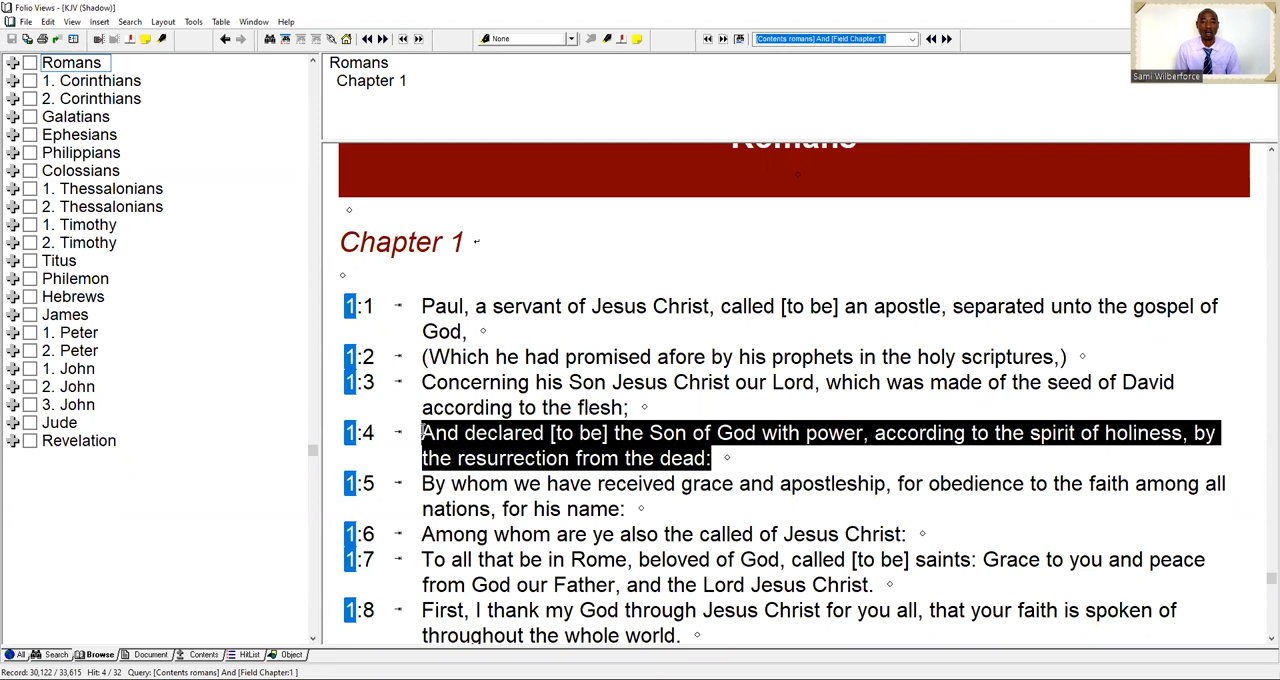 Folio Views - [KJV (Shadow)]
File Edit View Insert Search Layout Tools Table Window Help
None
[Contents romans] And [Field Chapter:1 ]
Sami Wilberforce
Romans
1. Corinthians
2. Corinthians
Galatians
Ephesians
Philippians
Colossians
1. Thessalonians
2. Thessalonians
1. Timothy
2. Timothy
Titus
Philemon
Hebrews
James
1. Peter
2. Peter
1. John
2. John
3. John
Jude
Revelation
Romans
Chapter 1
Romans
Chapter 1
1:1 Paul, a servant of Jesus Christ, called [to be] an apostle, separated unto the gospel of
God,
1:2 (Which he had promised afore by his prophets in the holy scriptures,)
1:3 Concerning his Son Jesus Christ our Lord, which was made of the seed of David
according to the flesh;
1:4 And declared [to be] the Son of God with power, according to the spirit of holiness, by
the resurrection from the dead:
1:5 By whom we have received grace and apostleship, for obedience to the faith among all
nations, for his name:
1:6 Among whom are ye also the called of Jesus Christ:
1:7 To all that be in Rome, beloved of God, called [to be] saints: Grace to you and peace
from God our Father, and the Lord Jesus Christ.
1:8 First, I thank my God through Jesus Christ for you all, that your faith is spoken of
throughout the whole world.
All Search Browse Document Contents HitList Object
Record: 30,122 / 33,615 Hit: 4 / 32 Query: [Contents romans] And [Field Chapter:1 ]